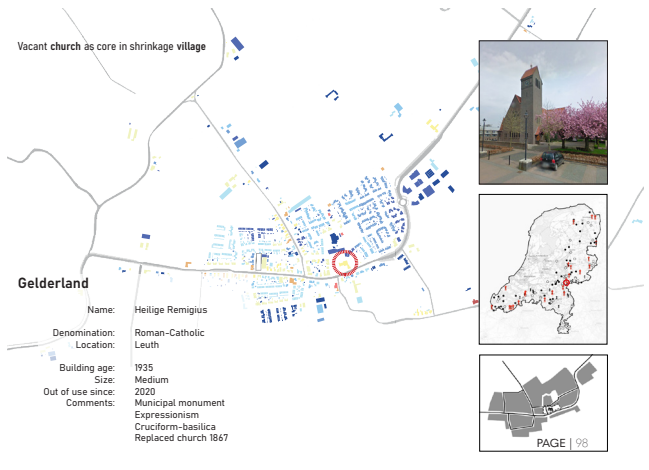 Vacant church as core in shrinkage village
Gelderland
Name: Heilige Remigius
Denomination: Roman-Catholic
Location: Leuth
Building age: 1935
Size: Medium
Out of use since: 2020
Comments: Municipal monument
Expressionism
Cruciform-basilica
Replaced church 1867
PAGE | 98